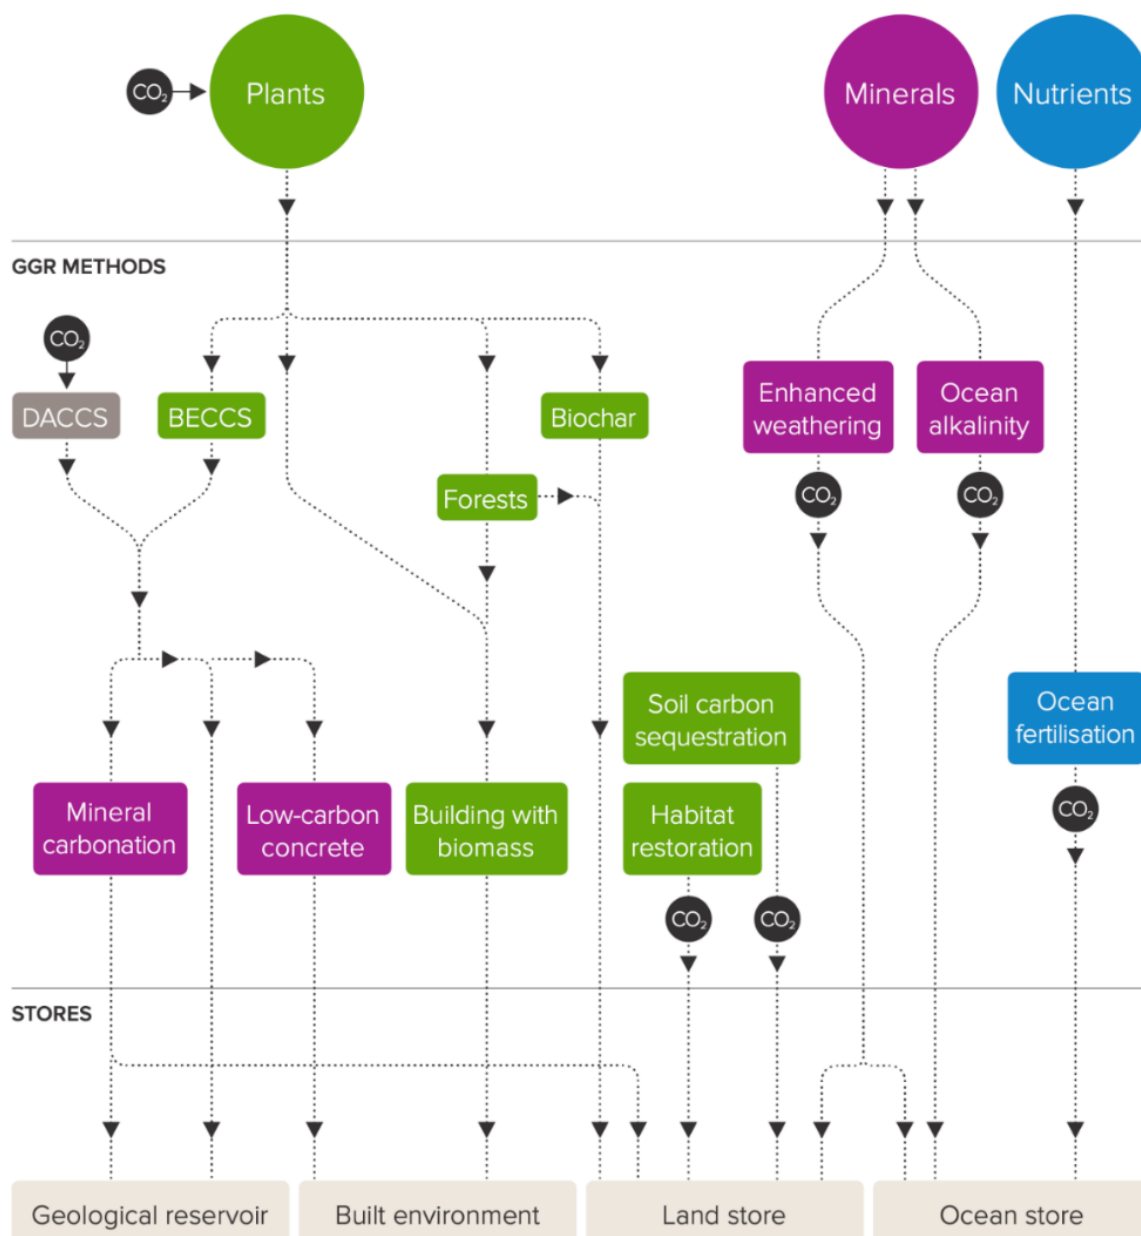 CO₂
Plants
Minerals
Nutrients
GGR METHODS
CO₂
DACCS
BECCS
Biochar
Enhanced
weathering
Ocean
alkalinity
Forests
CO₂
CO₂
Soil carbon
sequestration
Ocean
fertilisation
Mineral
carbonation
Low-carbon
concrete
Building with
biomass
Habitat
restoration
CO₂
CO₂
CO₂
STORES
Geological reservoir
Built environment
Land store
Ocean store